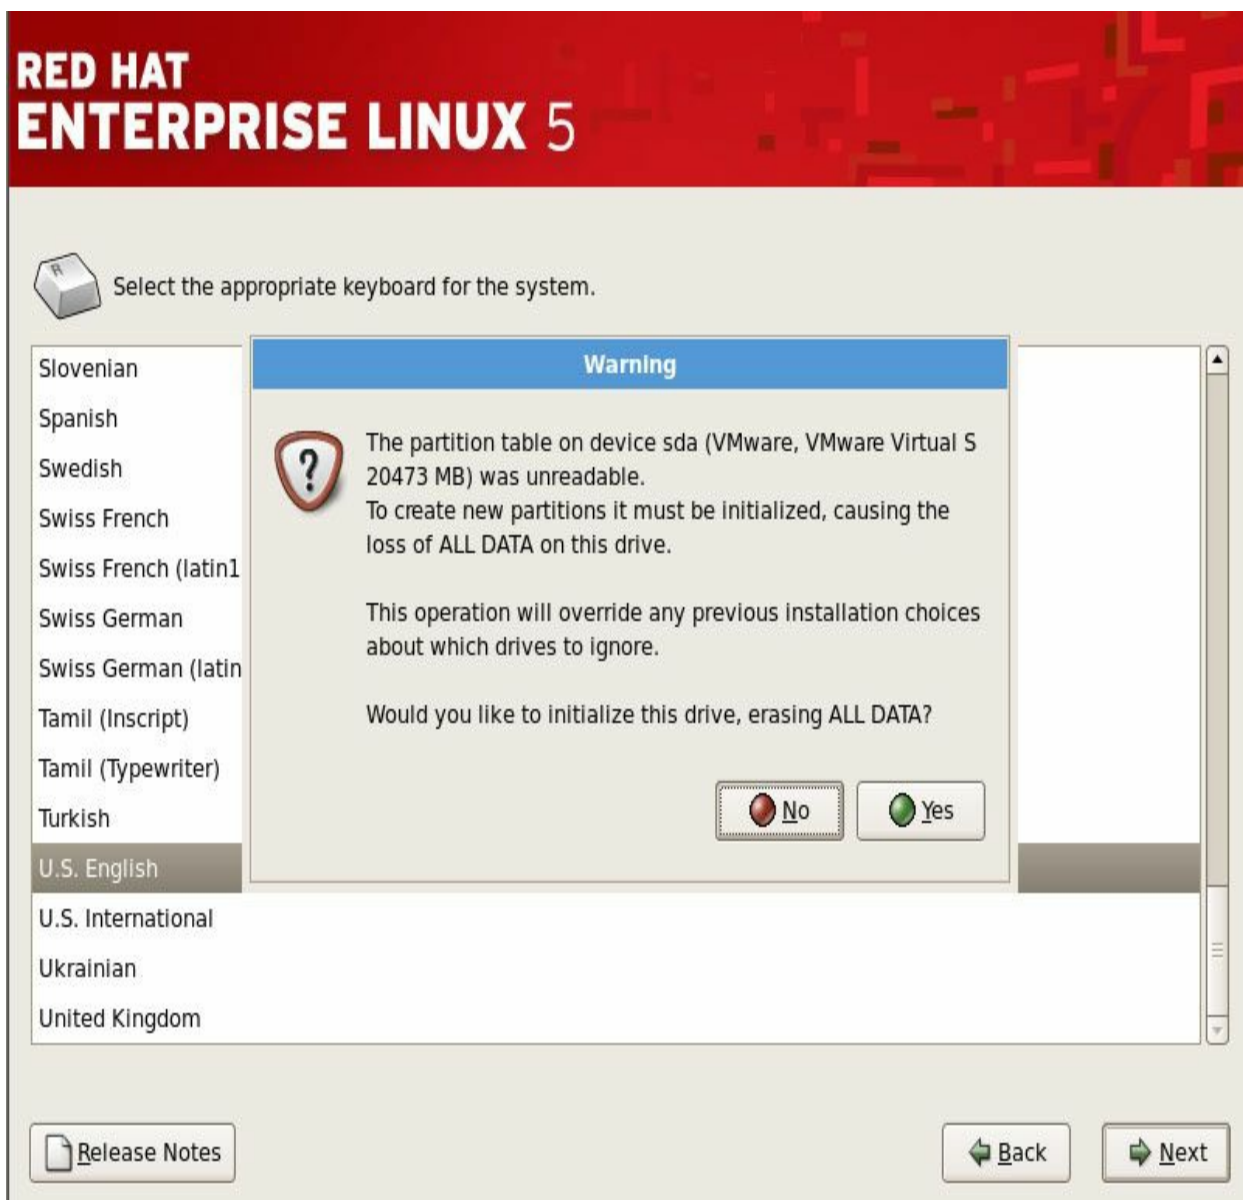 RED HAT
ENTERPRISE LINUX 5
R
Select the appropriate keyboard for the system.
Slovenian
Spanish
Swedish
Swiss French
Swiss French (latin1
Swiss German
Swiss German (latin
Tamil (Inscript)
Tamil (Typewriter)
Turkish
U.S. English
U.S. International
Ukrainian
United Kingdom
Warning
?
The partition table on device sda (VMware, VMware Virtual S
20473 MB) was unreadable.
To create new partitions it must be initialized, causing the
loss of ALL DATA on this drive.
This operation will override any previous installation choices
about which drives to ignore.
Would you like to initialize this drive, erasing ALL DATA?
No
Yes
Release Notes
Back
Next